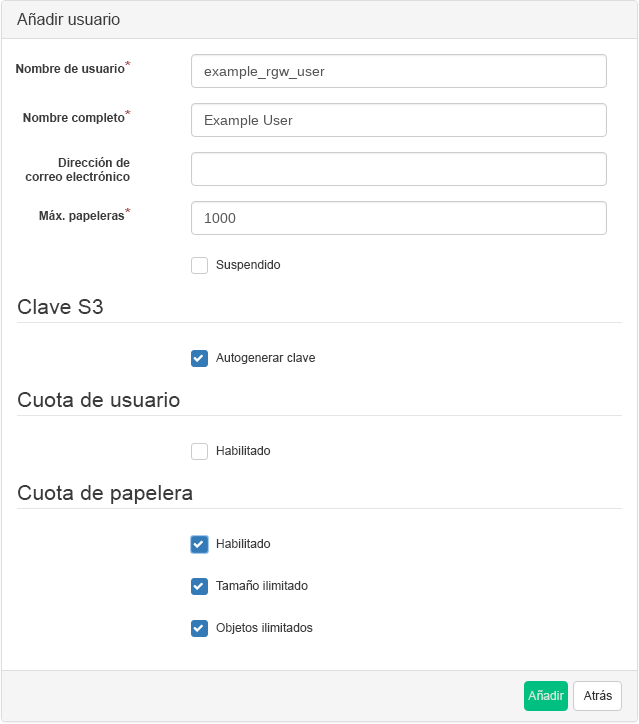 Añadir usuario
Nombre de usuario*
example_rgw_user
Nombre completo*
Example User
Dirección de
correo electrónico
Máx. papeleras*
1000
Suspendido
Clave S3
Autogenerar clave
Cuota de usuario
Habilitado
Cuota de papelera
Habilitado
Tamaño ilimitado
Objetos ilimitados
Añadir
Atrás